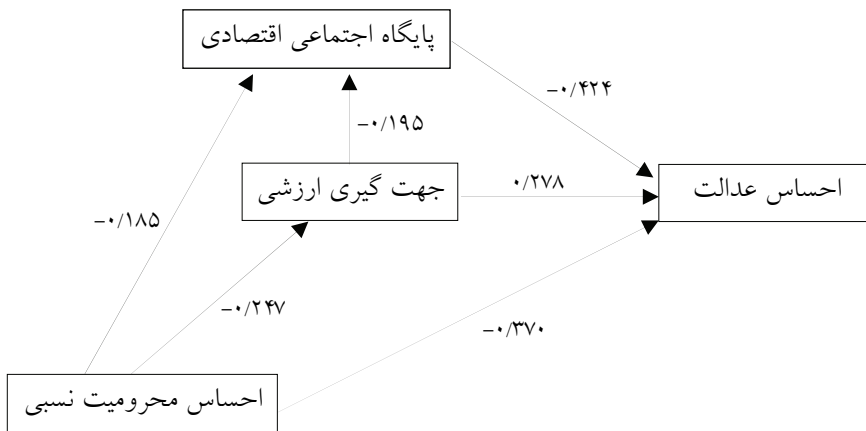 پایگاه اجتماعی اقتصادی
−۰/۴۲۴
−۰/۱۹۵
احساس عدالت
جهت گیری ارزشی
۰/۲۷۸
−۰/۱۸۵
−۰/۲۴۷
−۰/۳۷۰
احساس محرومیت نسبی